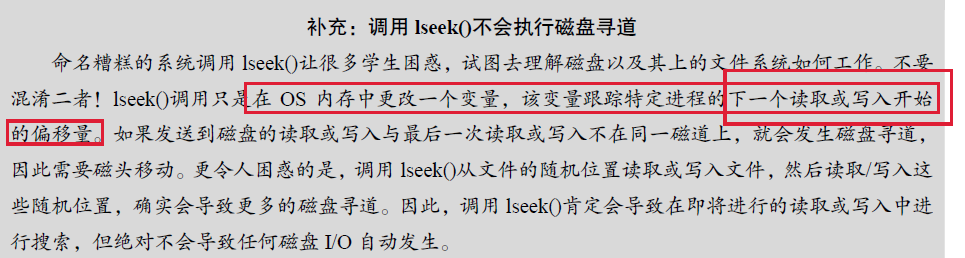 补充：调用 lseek()不会执行磁盘寻道
命名糟糕的系统调用 lseek()让很多学生困惑，试图去理解磁盘以及其上的文件系统如何工作。不要
混淆二者！lseek()调用只是在 OS 内存中更改一个变量，该变量跟踪特定进程的下一个读取或写入开始
的偏移量。如果发送到磁盘的读取或写入与最后一次读取或写入不在同一磁道上，就会发生磁盘寻道，
因此需要磁头移动。更令人困惑的是，调用 lseek()从文件的随机位置读取或写入文件，然后读取/写入这
些随机位置，确实会导致更多的磁盘寻道。因此，调用 lseek()肯定会导致在即将进行的读取或写入中进
行搜索，但绝对不会导致任何磁盘 I/O 自动发生。